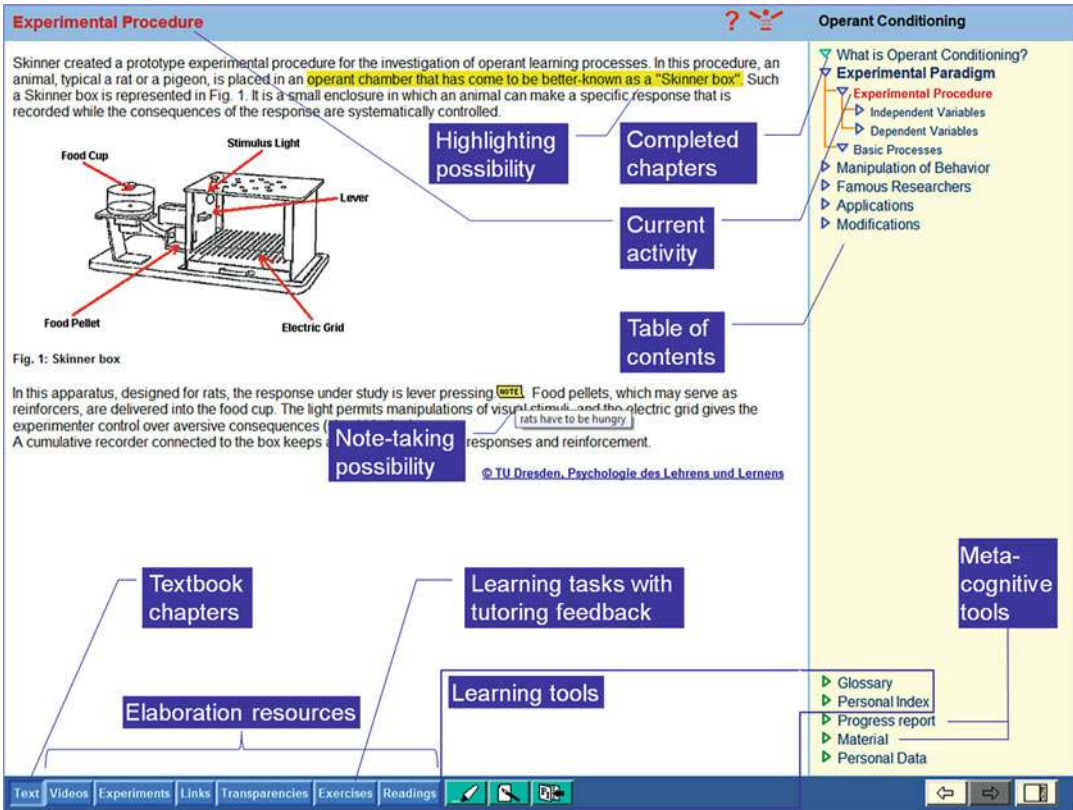 Experimental Procedure
?
Operant Conditioning
Skinner created a prototype experimental procedure for the investigation of operant learning processes. In this procedure, an
animal, typical a rat or a pigeon, is placed in an operant chamber that has come to be better-known as a "Skinner box". Such
a Skinner box is represented in Fig. 1. It is a small enclosure in which an animal can make a specific response that is
recorded while the consequences of the response are systematically controlled.
What is Operant Conditioning?
Experimental Paradigm
Experimental Procedure
Independent Variables
Dependent Variables
Basic Processes
Manipulation of Behavior
Famous Researchers
Applications
Modifications
Highlighting
possibility
Completed
chapters
Current
activity
Table of
contents
Food Cup
Stimulus Light
Lever
Food Pellet
Electric Grid
Fig. 1: Skinner box
In this apparatus, designed for rats, the response under study is lever pressing. NOTE Food pellets, which may serve as
reinforcers, are delivered into the food cup. The light permits manipulations of visual stimuli, and the electric grid gives the
experimenter control over aversive consequences (
rats have to be hungry
A cumulative recorder connected to the box keeps a responses and reinforcement.
Note-taking
possibility
© TU Dresden, Psychologie des Lehrens und Lernens
Textbook
chapters
Learning tasks with
tutoring feedback
Meta-
cognitive
tools
Elaboration resources
Learning tools
Glossary
Personal Index
Progress report
Material
Personal Data
Text Videos Experiments Links Transparencies Exercises Readings